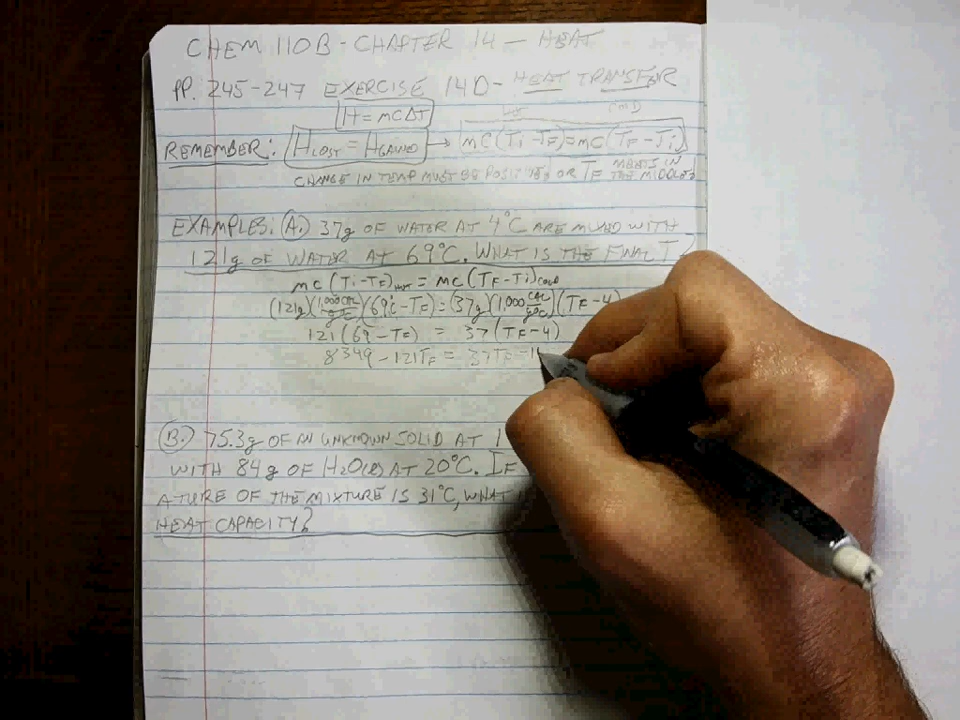 CHEM 110B - CHAPTER 14 - HEAT
PP. 245-247 EXERCISE 14D - HEAT TRANSFER
H = mCΔT
REMEMBER: H LOST = H GAINED → mC(Ti - TF) = mC(TF - Ti)
CHANGE IN TEMP MUST BE POSITIVE OR TF MEETS IN THE MIDDLE!
EXAMPLES: A. 37g OF WATER AT 4°C ARE MIXED WITH
121g OF WATER AT 69°C. WHAT IS THE FINAL T
mC(Ti - TF)HOT = mC(TF - Ti)COLD
(121g)(1.000 CAL/g°C)(69°C - TF) = (37g)(1.000 CAL/g°C)(TF - 4)
121(69 - TF) = 37(TF - 4)
8349 - 121TF = 37TF - 1
B. 75.3g OF AN UNKNOWN SOLID AT 1
WITH 84g OF H2O(l) AT 20°C. IF
ATURE OF THE MIXTURE IS 31°C, WHAT
HEAT CAPACITY?